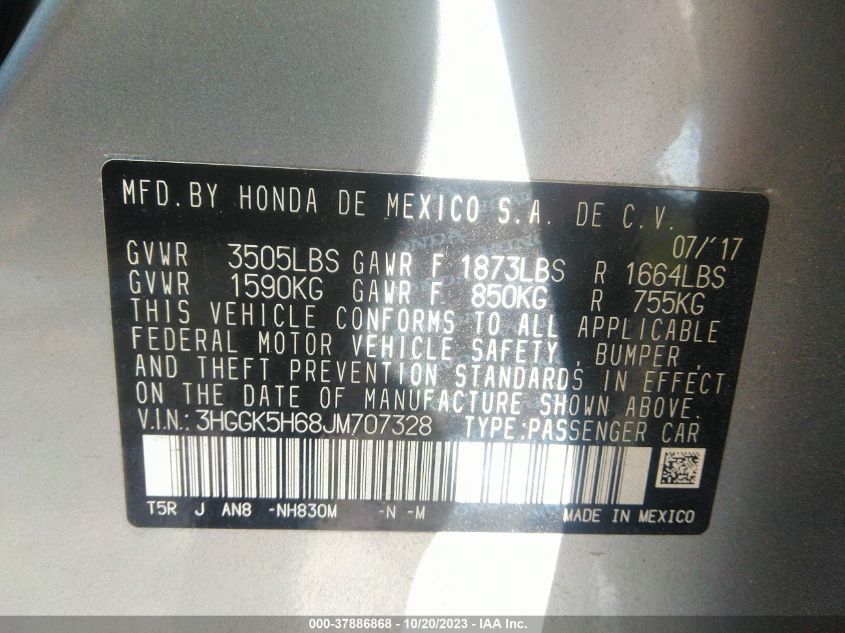 MFD. BY HONDA DE MEXICO S.A. DE C.V.
07/'17
GVWR 3505LBS GAWR F 1873LBS R 1664LBS
GVWR 1590KG GAWR F 850KG R 755KG
THIS VEHICLE CONFORMS TO ALL APPLICABLE
FEDERAL MOTOR VEHICLE SAFETY, BUMPER,
AND THEFT PREVENTION STANDARDS IN EFFECT
ON THE DATE OF MANUFACTURE SHOWN ABOVE.
V.I.N.: 3HGGK5H68JM707328 TYPE:PASSENGER CAR
T5R J AN8 -NH830M -N -M MADE IN MEXICO
000-37886868 - 10/20/2023 - IAA Inc.